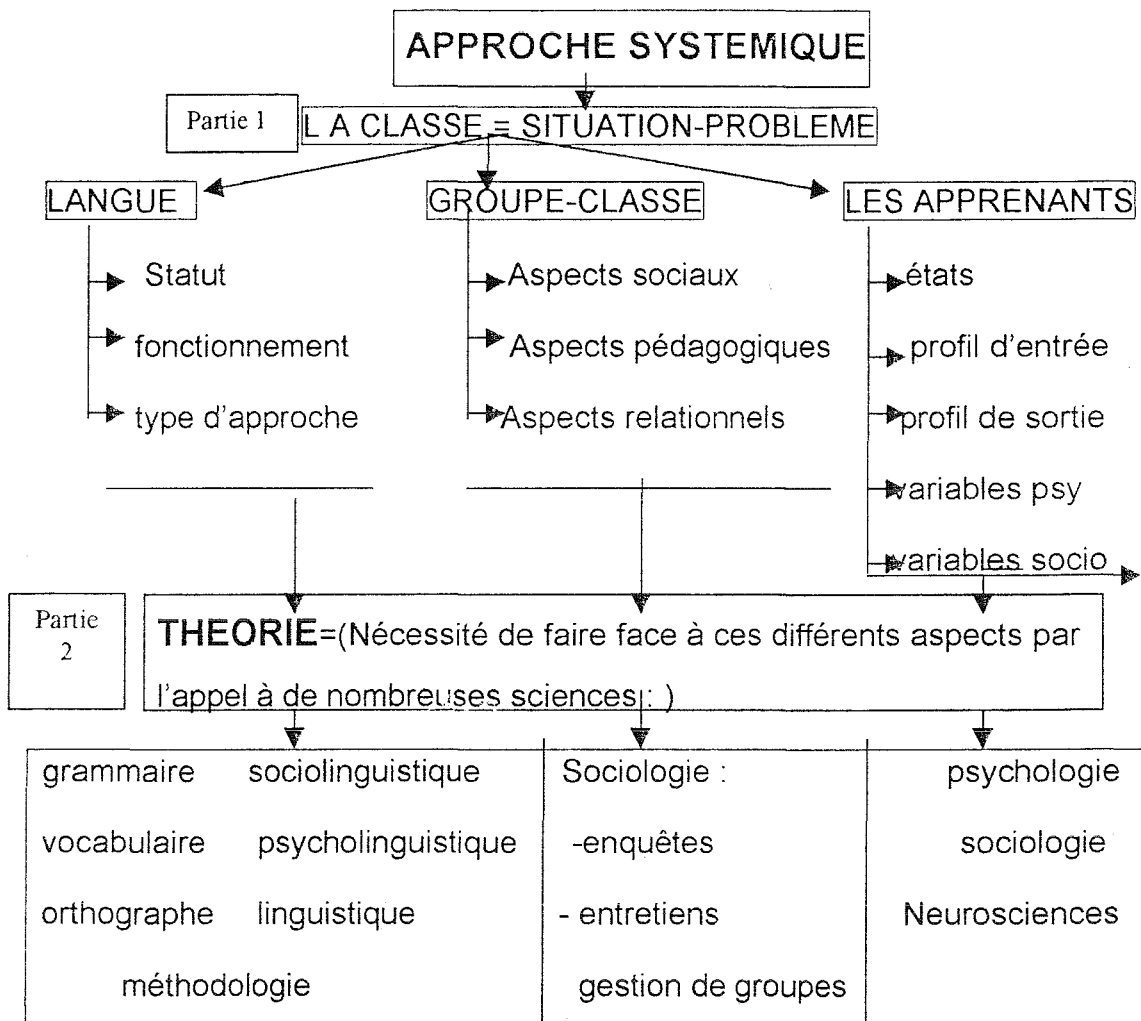 APPROCHE SYSTEMIQUE
Partie 1
L A CLASSE = SITUATION-PROBLEME
LANGUE
GROUPE-CLASSE
LES APPRENANTS
Statut
Aspects sociaux
états
fonctionnement
Aspects pédagogiques
profil d'entrée
type d'approche
Aspects relationnels
profil de sortie
variables psy
variables socio
Partie
2
THEORIE=(Nécessité de faire face à ces différents aspects par
l'appel à de nombreuses sciences : )
grammaire sociolinguistique
Sociologie :
psychologie
vocabulaire psycholinguistique
-enquêtes
sociologie
orthographe linguistique
- entretiens
Neurosciences
méthodologie
gestion de groupes